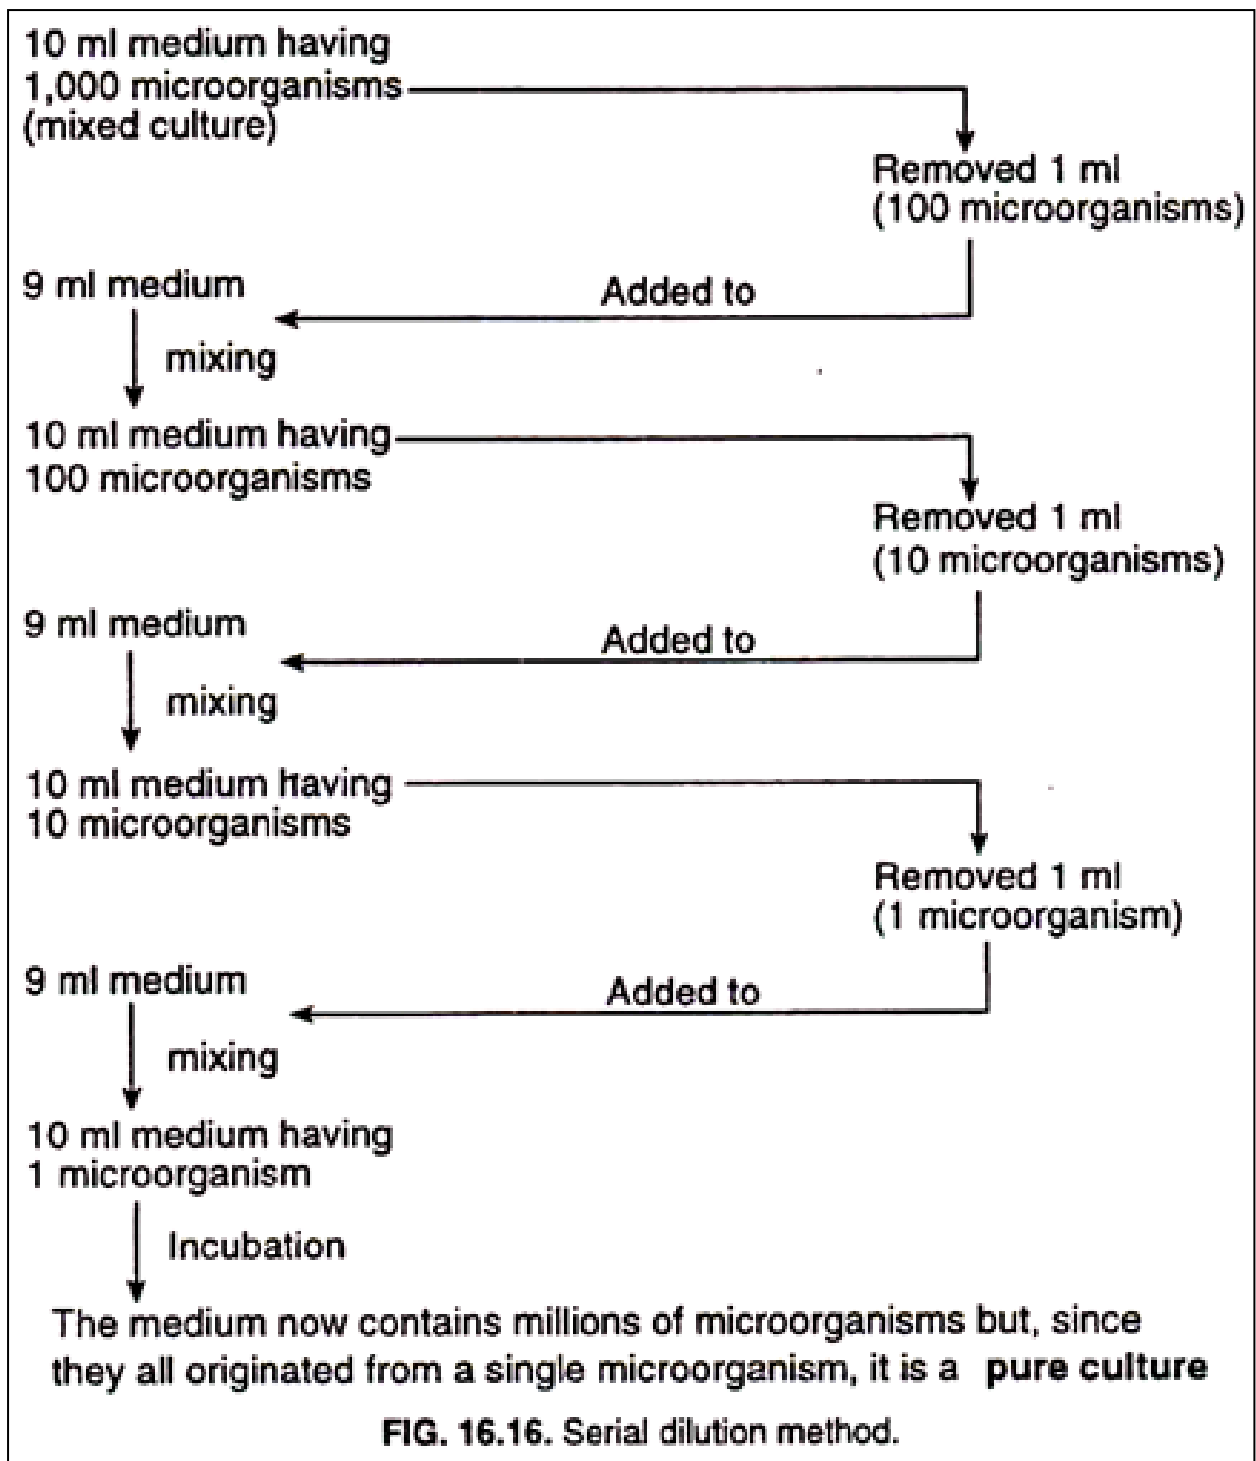 10 ml medium having
1,000 microorganisms
(mixed culture)
Removed 1 ml
(100 microorganisms)
9 ml medium
Added to
mixing
10 ml medium having
100 microorganisms
Removed 1 ml
(10 microorganisms)
9 ml medium
Added to
mixing
10 ml medium having
10 microorganisms
Removed 1 ml
(1 microorganism)
9 ml medium
Added to
mixing
10 ml medium having
1 microorganism
Incubation
The medium now contains millions of microorganisms but, since
they all originated from a single microorganism, it is a pure culture
FIG. 16.16. Serial dilution method.